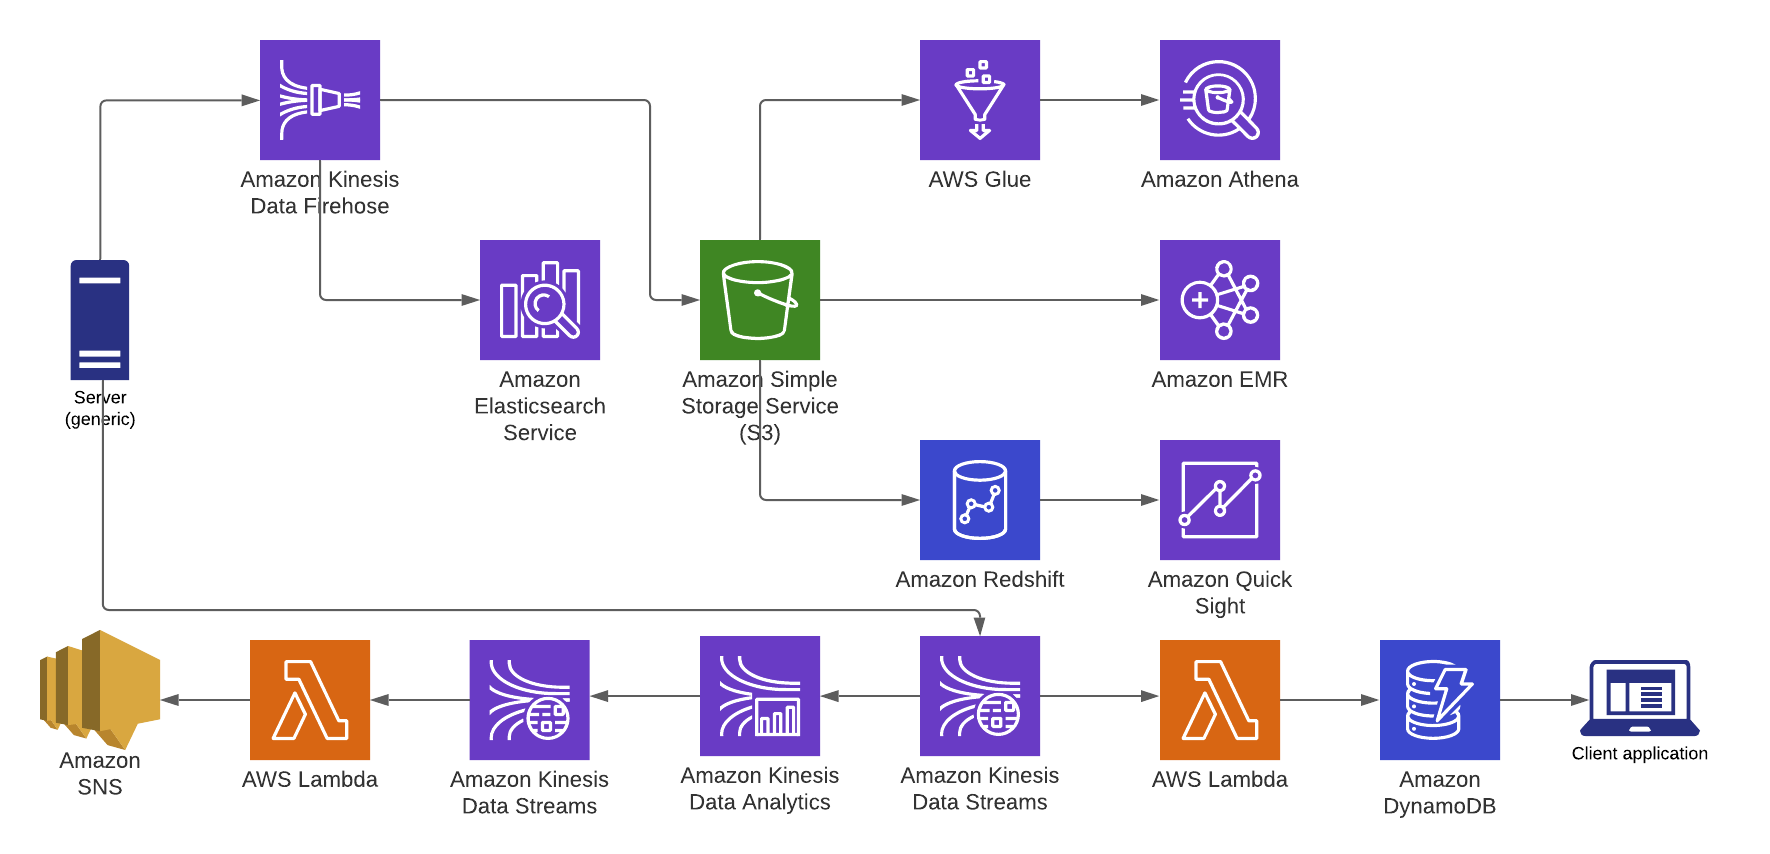 Amazon Kinesis
Data Firehose
AWS Glue
Amazon Athena
Server
(generic)
Amazon
Elasticsearch
Service
Amazon Simple
Storage Service
(S3)
Amazon EMR
Amazon Redshift
Amazon Quick
Sight
Amazon
SNS
AWS Lambda
Amazon Kinesis
Data Streams
Amazon Kinesis
Data Analytics
Amazon Kinesis
Data Streams
AWS Lambda
Amazon
DynamoDB
Client application